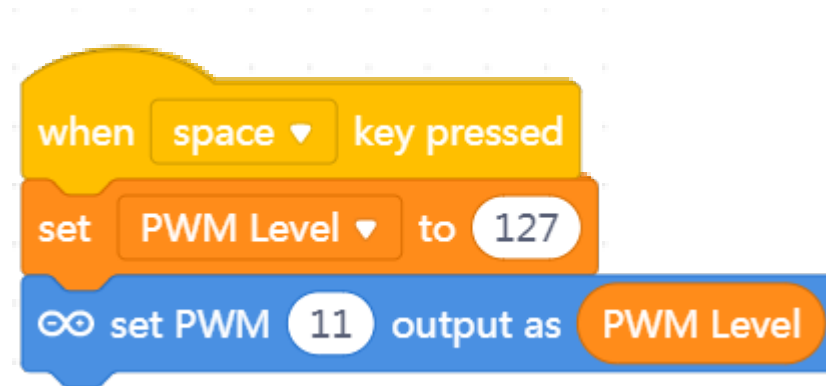 when space key pressed
set PWM Level to 127
set PWM 11 output as PWM Level